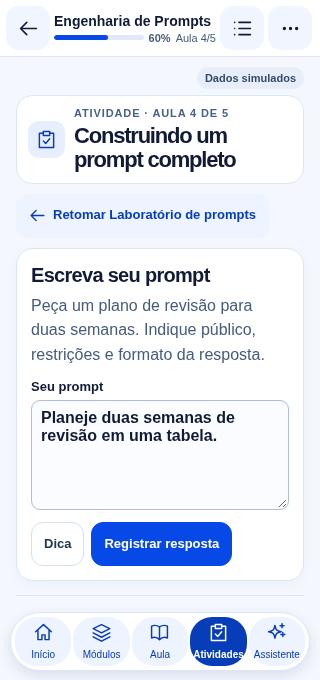 Engenharia de Prompts
60% Aula 4/5
Dados simulados
ATIVIDADE · AULA 4 DE 5
Construindo um
prompt completo
Retomar Laboratório de prompts
Escreva seu prompt
Peça um plano de revisão para
duas semanas. Indique público,
restrições e formato da resposta.
Seu prompt
Planeje duas semanas de
revisão em uma tabela.
Dica Registrar resposta
Início Módulos Aula Atividades Assistente